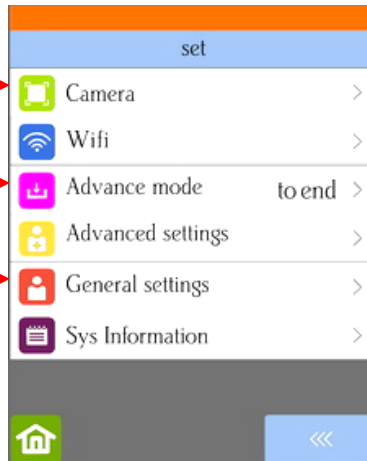 set
Camera
Wifi
Advance mode to end
Advanced settings
General settings
Sys Information